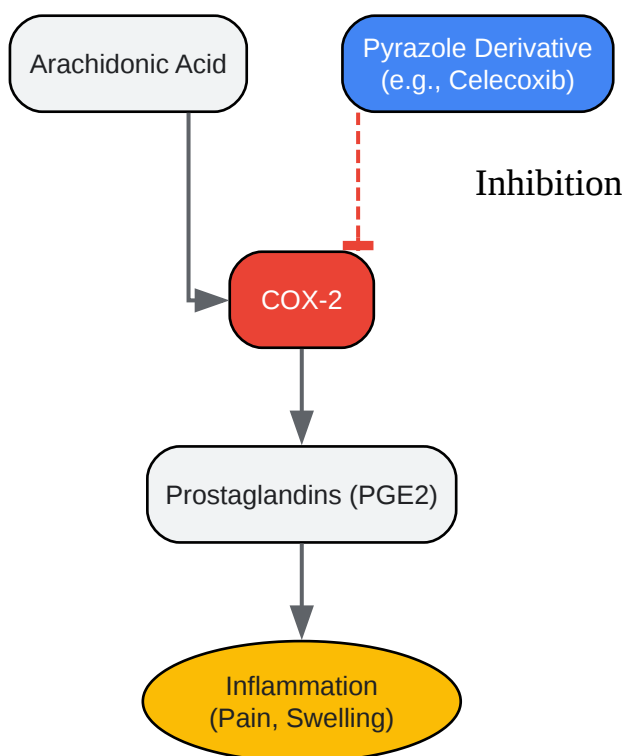 Arachidonic Acid
Pyrazole Derivative
(e.g., Celecoxib)
Inhibition
COX-2
Prostaglandins (PGE2)
Inflammation
(Pain, Swelling)